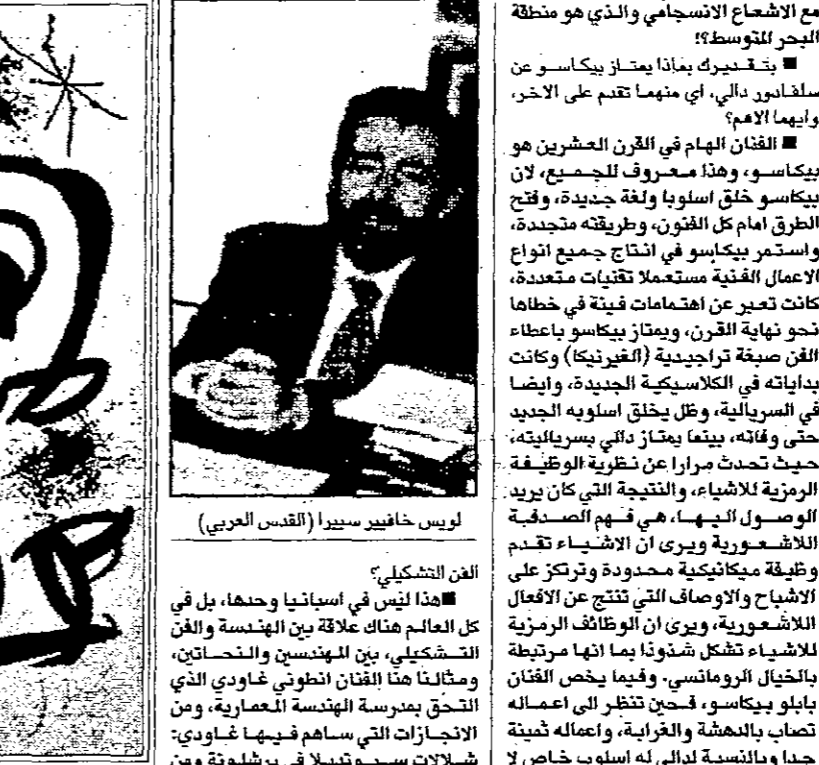 مع الاشعاع الانسجامي والذي هو منطقة
البحر المتوسط؟!
■ بتقديرك بماذا يمتاز بيكاسو عن
سلفادور دالي، اي منهما تقدم على الاخر،
وايهما الاهم؟
■ الفنان الهام في القرن العشرين هو
بيكاسو، وهذا معروف للجميع، لان
بيكاسو خلق اسلوبا ولغة جديدة، وفتح
الطرق امام كل الفنون، وطريقته متجددة،
واستمر بيكاسو في انتاج جميع انواع
الاعمال الفنية مستعملا تقنيات متعددة،
كانت تعبر عن اهتمامات فينة في خطاها
نحو نهاية القرن، ويمتاز بيكاسو باعطاء
الفن صبغة تراجيدية (الغيرنيكا) وكانت
بداياته في الكلاسيكية الجديدة، وايضا
في السريالية، وظل يخلق اسلوبه الجديد
حتى وفاته، بينما يمتاز دالي بسرياليته،
حيث تحدث مرارا عن نظرية الوظيفة
الرمزية للاشياء، والنتيجة التي كان يريد
الوصول اليها، هي فهم الصدفية
اللاشعورية ويرى ان الاشياء تقدم
وظيفة ميكانيكية محدودة وترتكز على
الاشباح والاوصاف التي تنتج عن الافعال
اللاشعورية، ويرى ان الوظائف الرمزية
للاشياء تشكل شذوذا بما انها مرتبطة
بالخيال الرومانسي. وفيما يخص الفنان
بابلو بيكاسو، فحين تنظر الى اعماله
تصاب بالدهشة والغرابة، واعماله ثمينة
جدا وبالنسبة لدالي له اسلوب خاص لا
لويس خافيير سييرا (القدس العربي)
الفن التشكيلي؟
■هذا ليس في اسبانيا وحدها، بل في
كل العالم هناك علاقة بين الهندسة والفن
التشكيلي، بين المهندسين والنحاتين،
ومثالنا هنا الفنان انطوني غاودي الذي
التحق بمدرسة الهندسة المعمارية، ومن
الانجازات التي ساهم فيها غاودي:
شلالات سيوتديلا في برشلونة ومن